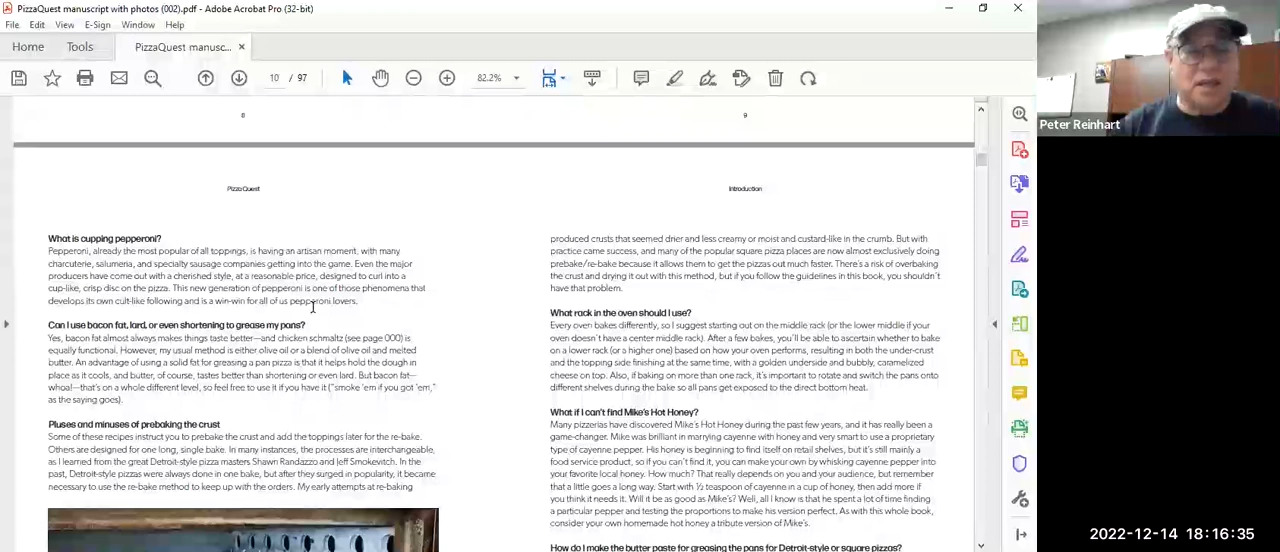 PizzaQuest manuscript with photos (002).pdf - Adobe Acrobat Pro (32-bit)
File Edit View E-Sign Window Help
Home Tools PizzaQuest manusc... ×
10 / 97 82.2%
8 9
Pizza Quest
What is cupping pepperoni?
Pepperoni, already the most popular of all toppings, is having an artisan moment, with many
charcuterie, salumeria, and specialty sausage companies getting into the game. Even the major
producers have come out with a cherished style, at a reasonable price, designed to curl into a
cup-like, crisp disc on the pizza. This new generation of pepperoni is one of those phenomena that
develops its own cult-like following and is a win-win for all of us pepperoni lovers.
Can I use bacon fat, lard, or even shortening to grease my pans?
Yes, bacon fat almost always makes things taste better—and chicken schmaltz (see page 000) is
equally functional. However, my usual method is either olive oil or a blend of olive oil and melted
butter. An advantage of using a solid fat for greasing a pan pizza is that it helps hold the dough in
place as it cools, and butter, of course, tastes better than shortening or even lard. But bacon fat—
whoa!—that's on a whole different level, so feel free to use it if you have it ("smoke 'em if you got 'em,"
as the saying goes).
Pluses and minuses of prebaking the crust
Some of these recipes instruct you to prebake the crust and add the toppings later for the re-bake.
Others are designed for one long, single bake. In many instances, the processes are interchangeable,
as I learned from the great Detroit-style pizza masters Shawn Randazzo and Jeff Smokevitch. In the
past, Detroit-style pizzas were always done in one bake, but after they surged in popularity, it became
necessary to use the re-bake method to keep up with the orders. My early attempts at re-baking
Introduction
produced crusts that seemed drier and less creamy or moist and custard-like in the crumb. But with
practice came success, and many of the popular square pizza places are now almost exclusively doing
prebake/re-bake because it allows them to get the pizzas out much faster. There's a risk of overbaking
the crust and drying it out with this method, but if you follow the guidelines in this book, you shouldn't
have that problem.
What rack in the oven should I use?
Every oven bakes differently, so I suggest starting out on the middle rack (or the lower middle if your
oven doesn't have a center middle rack). After a few bakes, you'll be able to ascertain whether to bake
on a lower rack (or a higher one) based on how your oven performs, resulting in both the under-crust
and the topping side finishing at the same time, with a golden underside and bubbly, caramelized
cheese on top. Also, if baking on more than one rack, it's important to rotate and switch the pans onto
different shelves during the bake so all pans get exposed to the direct bottom heat.
What if I can't find Mike's Hot Honey?
Many pizzerias have discovered Mike's Hot Honey during the past few years, and it has really been a
game-changer. Mike was brilliant in marrying cayenne with honey and very smart to use a proprietary
type of cayenne pepper. His honey is beginning to find itself on retail shelves, but it's still mainly a
food service product, so if you can't find it, you can make your own by whisking cayenne pepper into
your favorite local honey. How much? That really depends on you and your audience, but remember
that a little goes a long way. Start with ½ teaspoon of cayenne in a cup of honey, then add more if
you think it needs it. Will it be as good as Mike's? Well, all I know is that he spent a lot of time finding
a particular pepper and testing the proportions to make his version perfect. As with this whole book,
consider your own homemade hot honey a tribute version of Mike's.
How do I make the butter paste for greasing the pans for Detroit-style or square pizzas?
Peter Reinhart
2022-12-14 18:16:35